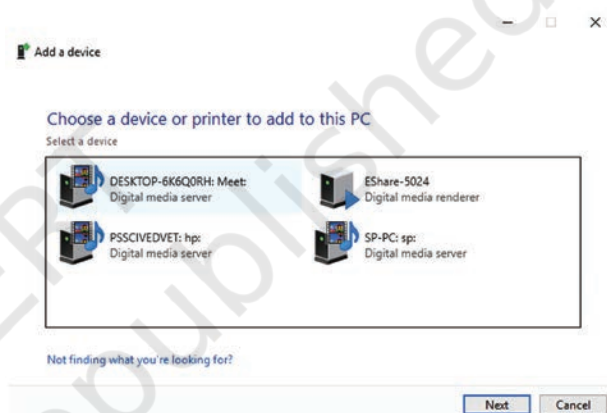 Add a device
Choose a device or printer to add to this PC
Select a device
DESKTOP-6K6Q0RH: Meet:
Digital media server
EShare-5024
Digital media renderer
PSSCIVEDVET: hp:
Digital media server
SP-PC: sp:
Digital media server
Not finding what you're looking for?
Next
Cancel